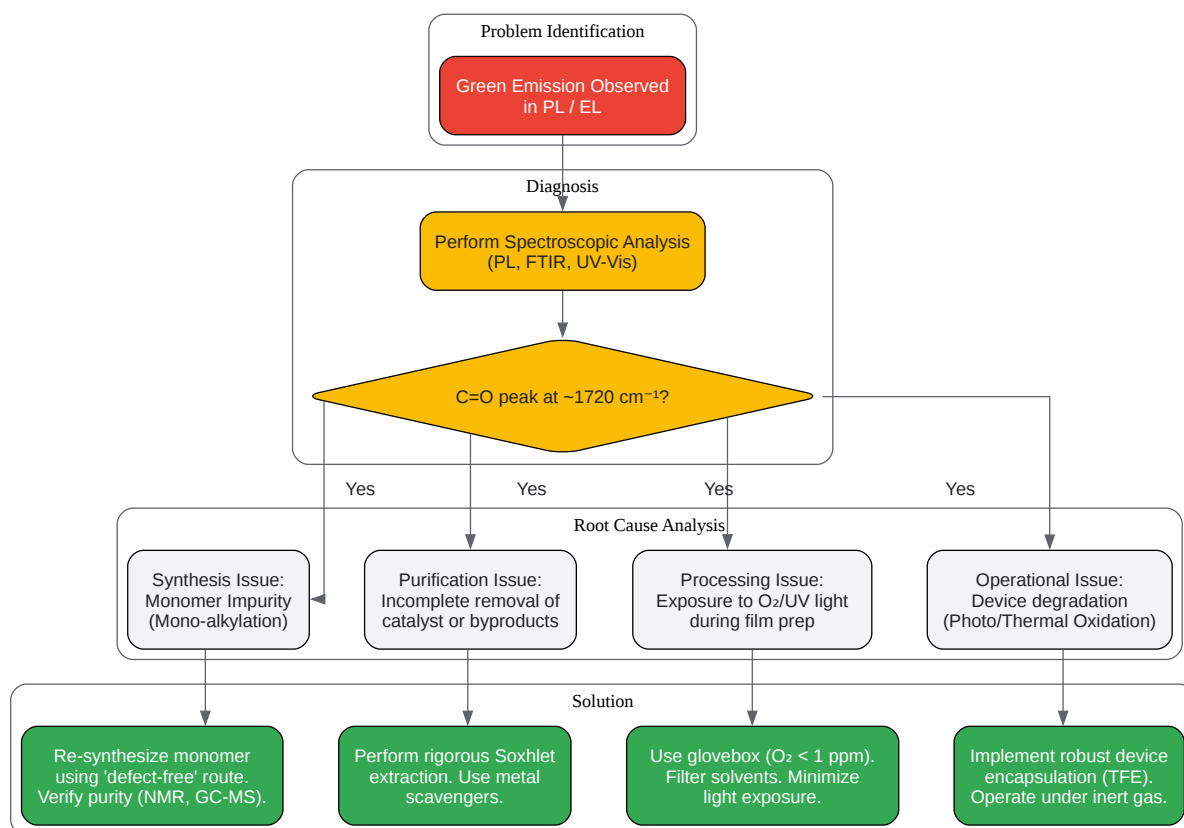 Problem Identification
Green Emission Observed
in PL / EL
Diagnosis
Perform Spectroscopic Analysis
(PL, FTIR, UV-Vis)
C=O peak at ~1720 cm⁻¹?
Yes
Yes
Yes
Yes
Root Cause Analysis
Synthesis Issue:
Monomer Impurity
(Mono-alkylation)
Purification Issue:
Incomplete removal of
catalyst or byproducts
Processing Issue:
Exposure to O₂/UV light
during film prep
Operational Issue:
Device degradation
(Photo/Thermal Oxidation)
Solution
Re-synthesize monomer
using 'defect-free' route.
Verify purity (NMR, GC-MS).
Perform rigorous Soxhlet
extraction. Use metal
scavengers.
Use glovebox (O₂ < 1 ppm).
Filter solvents. Minimize
light exposure.
Implement robust device
encapsulation (TFE).
Operate under inert gas.